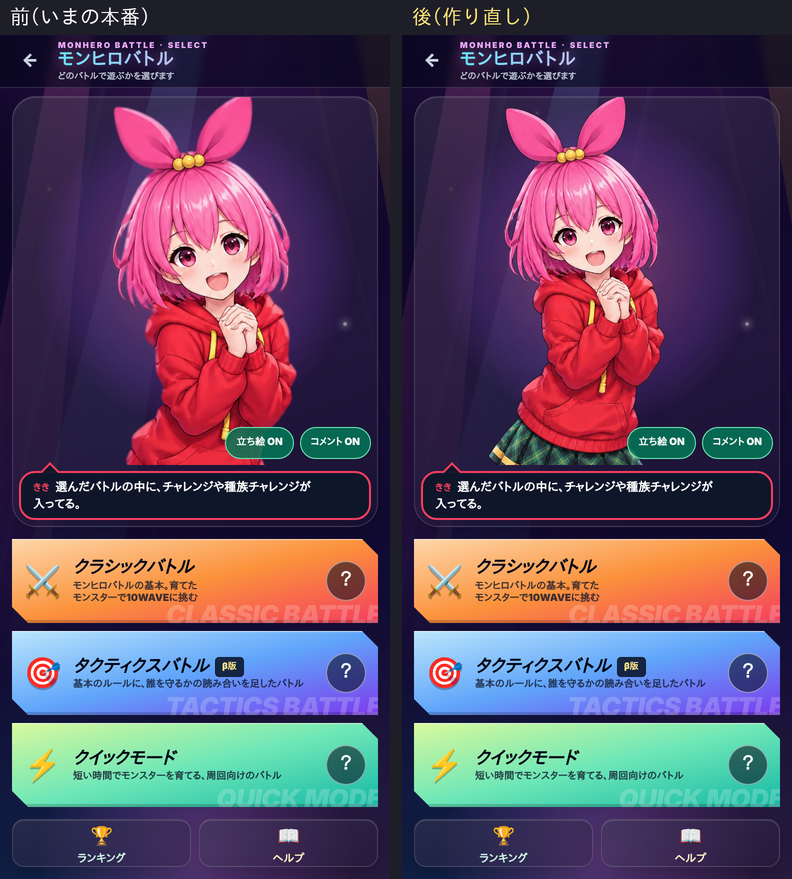 前(いまの本番)
MONHERO BATTLE · SELECT
モンヒロバトル
どのバトルで遊ぶかを選びます
立ち絵 ON
コメント ON
きき 選んだバトルの中に、チャレンジや種族チャレンジが
入ってる。
クラシックバトル
モンヒロバトルの基本。育てた
モンスターで10WAVEに挑む
?
CLASSIC BATTLE
タクティクスバトル β版
基本のルールに、誰を守るかの読み合いを足したバトル
?
TACTICS BATTLE
クイックモード
短い時間でモンスターを育てる、周回向けのバトル
?
QUICK MODE
ランキング
ヘルプ
後(作り直し)
MONHERO BATTLE · SELECT
モンヒロバトル
どのバトルで遊ぶかを選びます
立ち絵 ON
コメント ON
きき 選んだバトルの中に、チャレンジや種族チャレンジが
入ってる。
クラシックバトル
モンヒロバトルの基本。育てた
モンスターで10WAVEに挑む
?
CLASSIC BATTLE
タクティクスバトル β版
基本のルールに、誰を守るかの読み合いを足したバトル
?
TACTICS BATTLE
クイックモード
短い時間でモンスターを育てる、周回向けのバトル
?
QUICK MODE
ランキング
ヘルプ